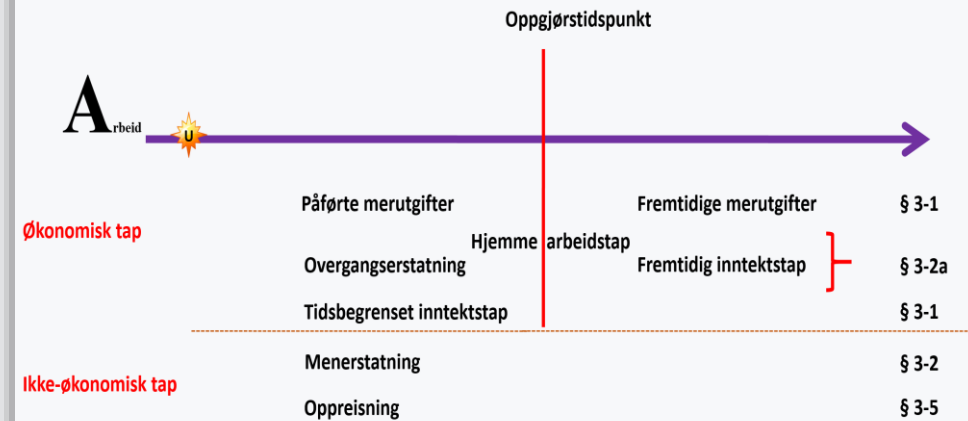 Oppgjørstidspunkt
Arbeid
U
Påførte merutgifter Fremtidige merutgifter § 3-1
Økonomisk tap
Hjemme arbeidstap
Overgangserstatning Fremtidig inntektstap § 3-2a
Tidsbegrenset inntektstap § 3-1
Menerstatning § 3-2
Ikke-økonomisk tap
Oppreisning § 3-5